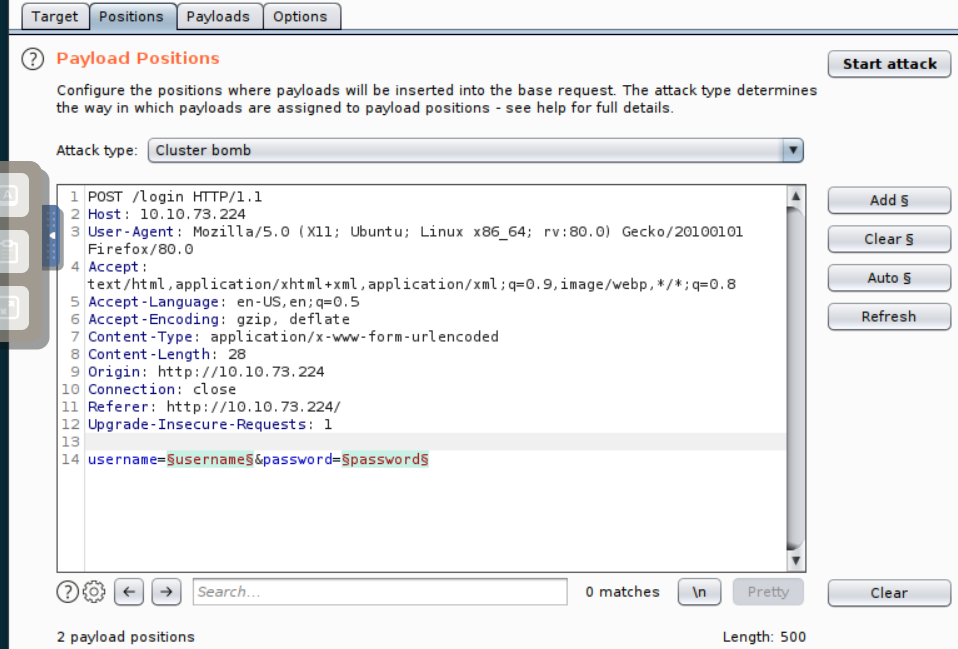 Target Positions Payloads Options
? Payload Positions
Start attack
Configure the positions where payloads will be inserted into the base request. The attack type determines
the way in which payloads are assigned to payload positions - see help for full details.
Attack type: Cluster bomb
1 POST /login HTTP/1.1
2 Host: 10.10.73.224
3 User-Agent: Mozilla/5.0 (X11; Ubuntu; Linux x86_64; rv:80.0) Gecko/20100101
Firefox/80.0
4 Accept:
text/html,application/xhtml+xml,application/xml;q=0.9,image/webp,*/*;q=0.8
5 Accept-Language: en-US,en;q=0.5
6 Accept-Encoding: gzip, deflate
7 Content-Type: application/x-www-form-urlencoded
8 Content-Length: 28
9 Origin: http://10.10.73.224
10 Connection: close
11 Referer: http://10.10.73.224/
12 Upgrade-Insecure-Requests: 1
13
14 username=§username§&password=§password§
Add §
Clear §
Auto §
Refresh
? Search... 0 matches \n Pretty
Clear
2 payload positions
Length: 500
A